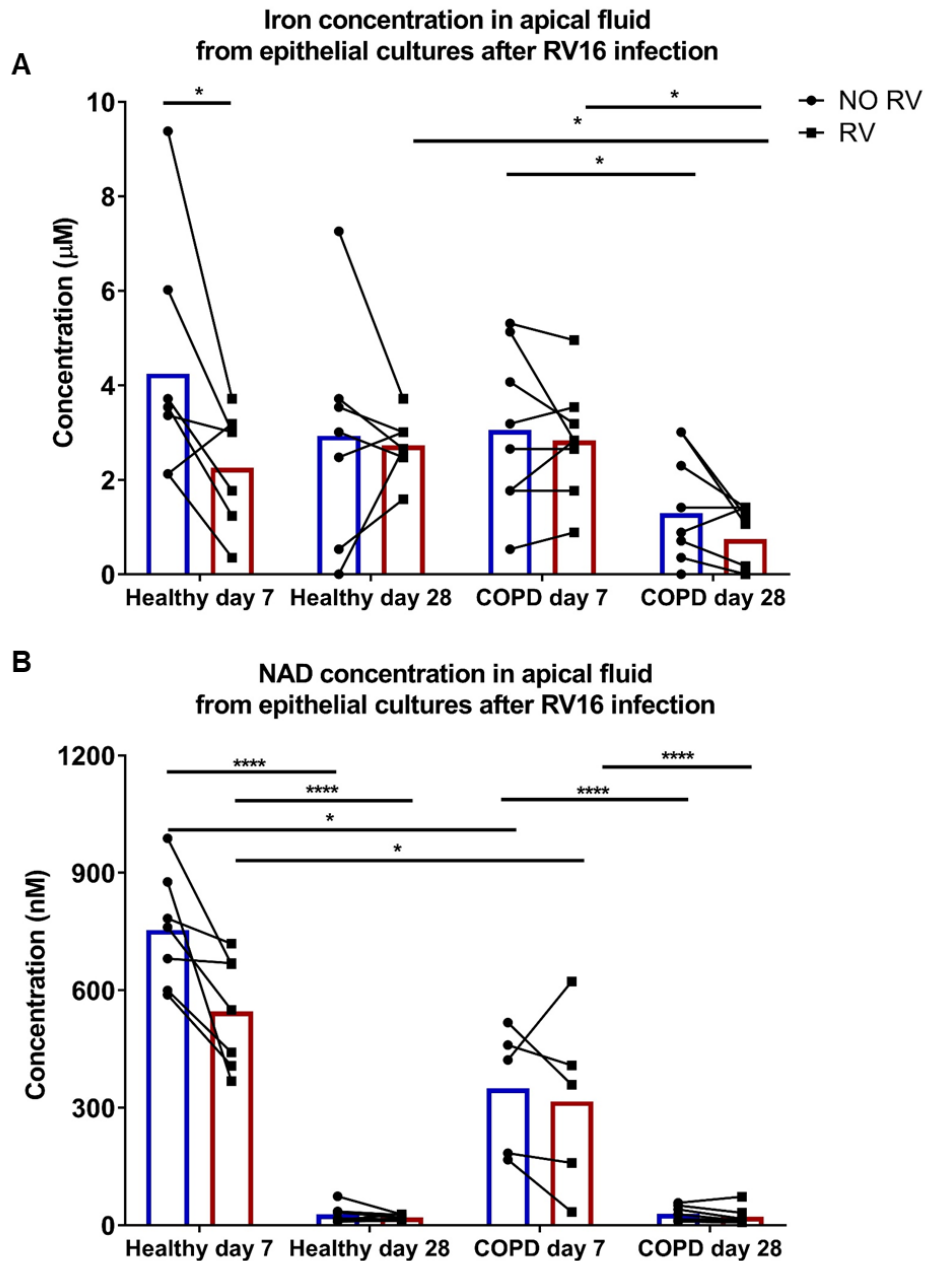 Iron concentration in apical fluid
from epithelial cultures after RV16 infection
A
10
8
6
4
2
0
Concentration (μM)
*
*
*
*
NO RV
RV
Healthy day 7
Healthy day 28
COPD day 7
COPD day 28
B
NAD concentration in apical fluid
from epithelial cultures after RV16 infection
1200
900
600
300
0
Concentration (nM)
****
****
****
****
*
*
Healthy day 7
Healthy day 28
COPD day 7
COPD day 28